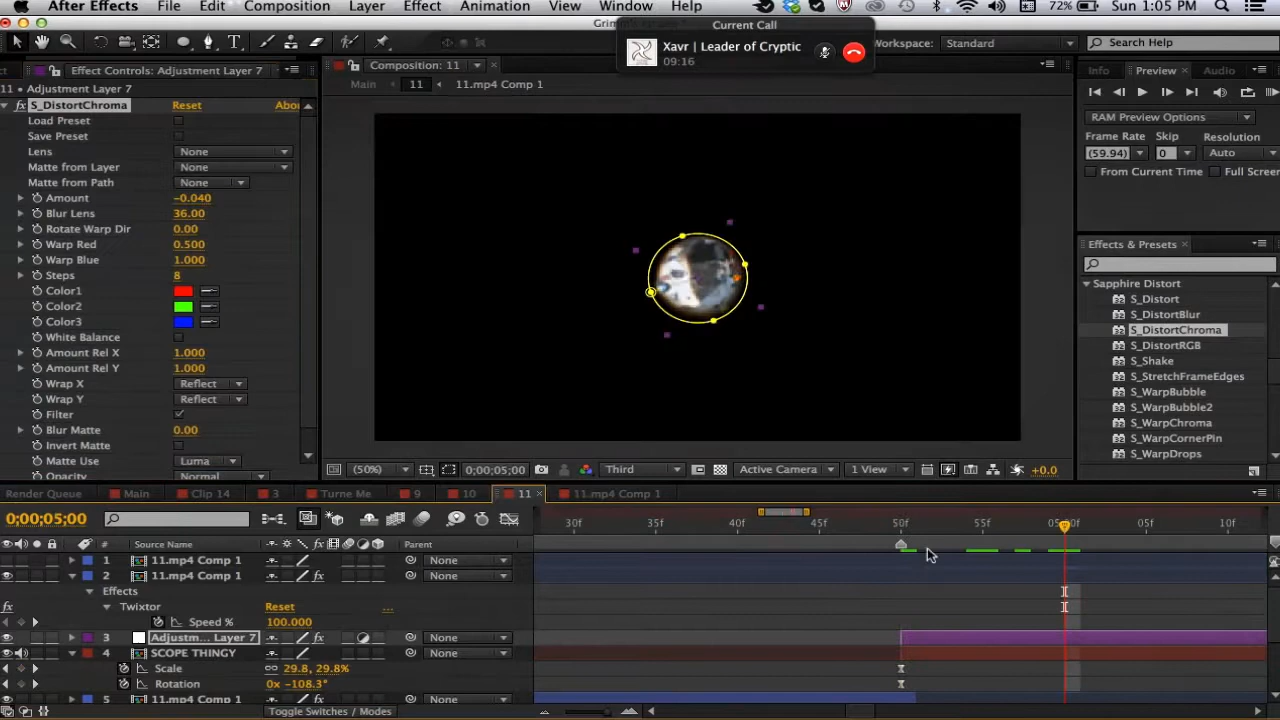 After Effects File Edit Composition Layer Effect Animation View Window Help 72% Sun 1:05 PM
Current Call
Xavr | Leader of Cryptic
09:16
Workspace: Standard Search Help
Effect Controls: Adjustment Layer 7
Composition: 11
Info Preview Audio
11 • Adjustment Layer 7
Main 11 11.mp4 Comp 1
fx S_DistortChroma Reset Abou
Load Preset
Save Preset
Lens None
Matte from Layer None
Matte from Path None
Amount -0.040
Blur Lens 36.00
Rotate Warp Dir 0.00
Warp Red 0.500
Warp Blue 1.000
Steps 8
Color1
Color2
Color3
White Balance
Amount Rel X 1.000
Amount Rel Y 1.000
Wrap X Reflect
Wrap Y Reflect
Filter
Blur Matte 0.00
Invert Matte
Matte Use Luma
Opacity Normal
RAM Preview Options
Frame Rate Skip Resolution
(59.94) 0 Auto
From Current Time Full Screen
Effects & Presets
Sapphire Distort
S_Distort
S_DistortBlur
S_DistortChroma
S_DistortRGB
S_Shake
S_StretchFrameEdges
S_WarpBubble
S_WarpBubble2
S_WarpChroma
S_WarpCornerPin
S_WarpDrops
(50%) 0;00;05;00 Third Active Camera 1 View +0.0
Render Queue Main Clip 14 3 Turne Me 9 10 11 11.mp4 Comp 1
0;00;05;00 30f 35f 40f 45f 50f 55f 05f 10f
# Source Name fx Parent
1 11.mp4 Comp 1 None
2 11.mp4 Comp 1 fx None
Effects
fx Twixtor Reset ...
Speed % 100.000
3 Adjustm... Layer 7 fx None
4 SCOPE THINGY None
Scale 29.8, 29.8%
Rotation 0x -108.3°
5 11.mp4 Comp 1 None
Toggle Switches / Modes